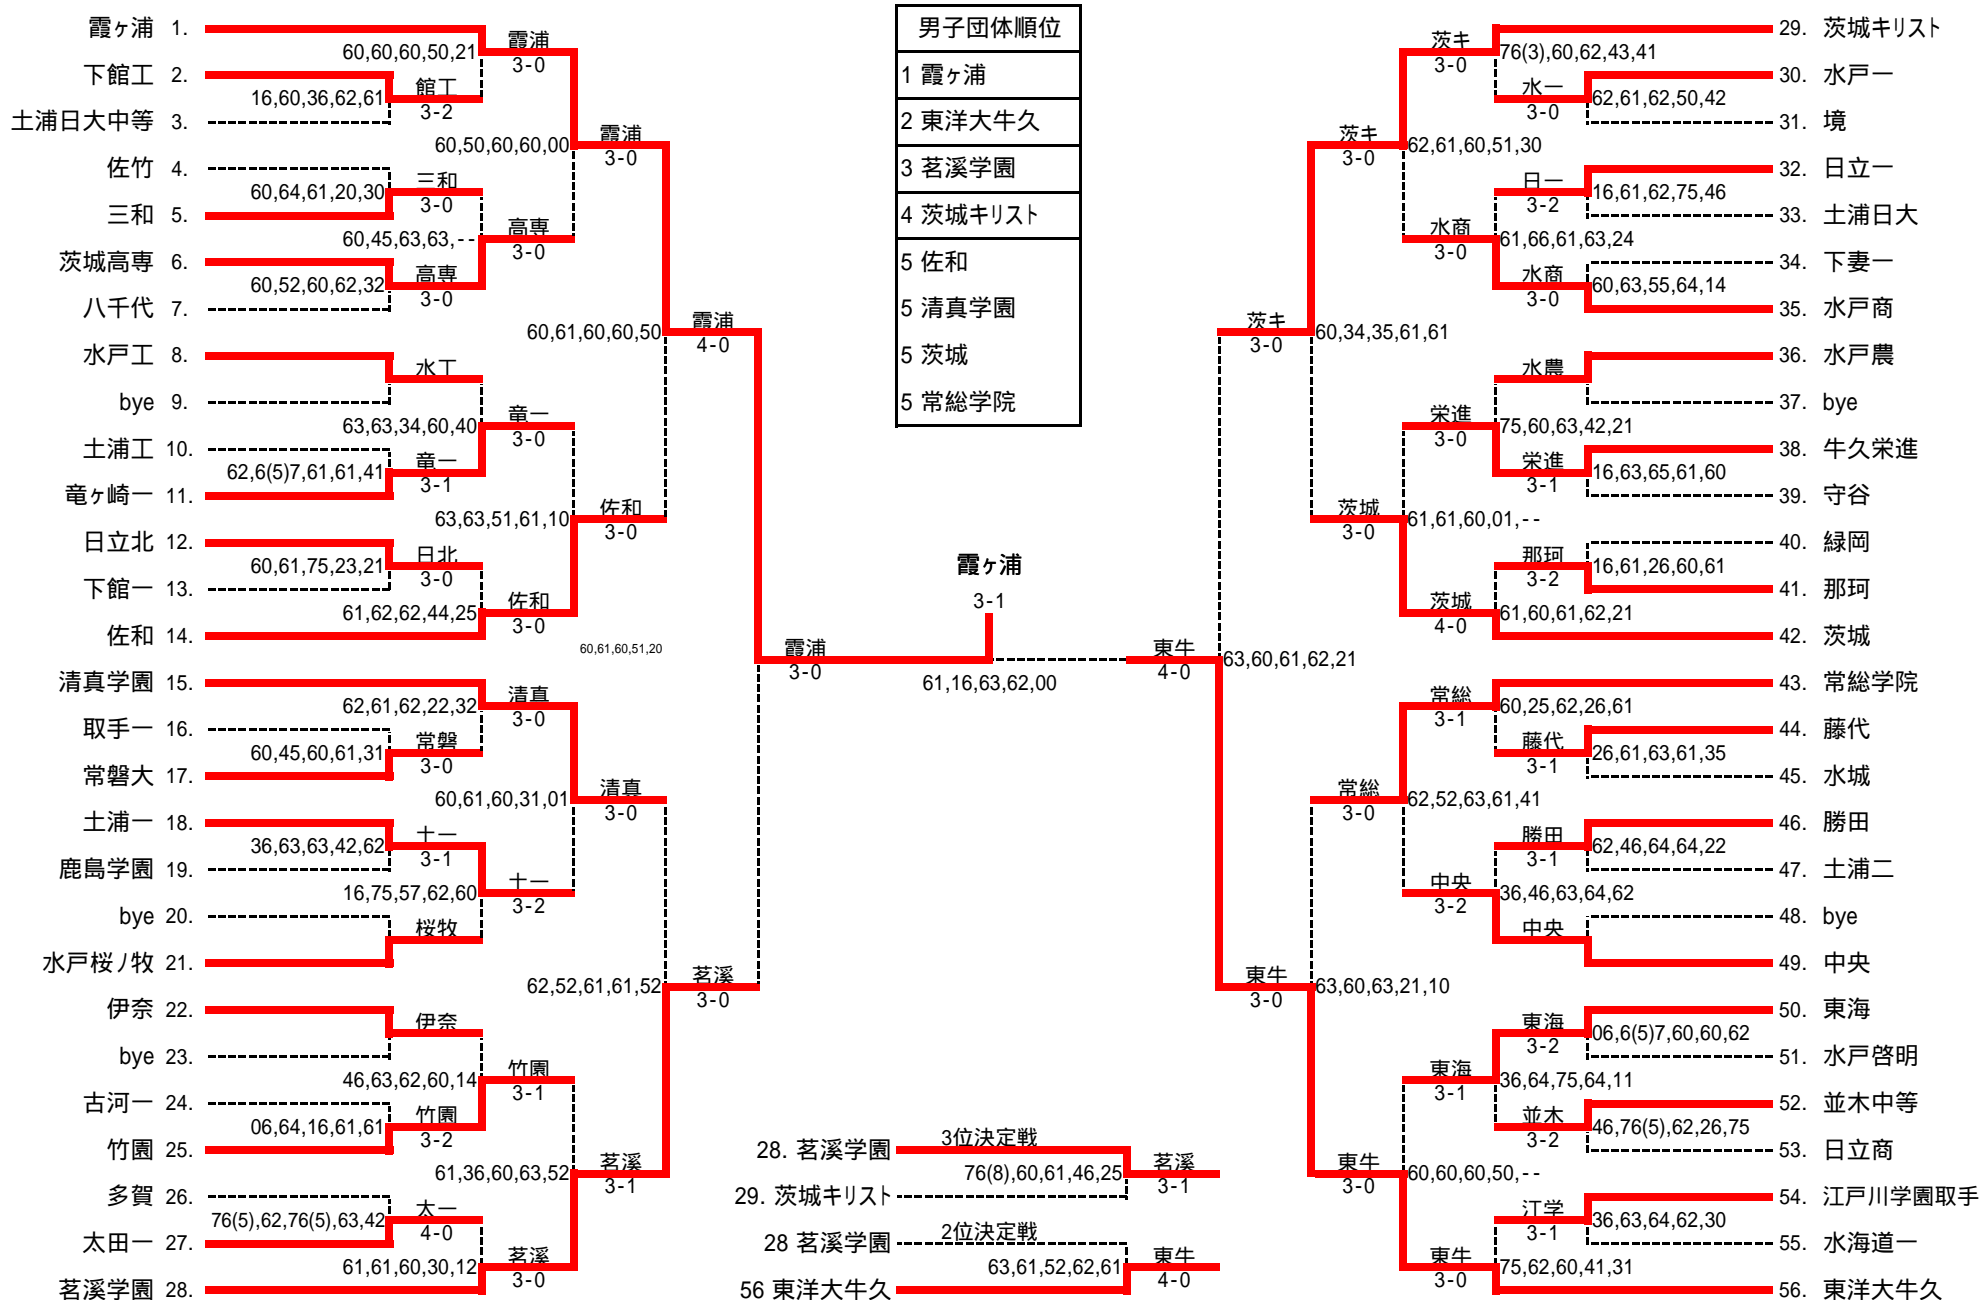 霞ヶ浦 1.
下館工 2.
土浦日大中等 3.
佐竹 4.
三和 5.
茨城高専 6.
八千代 7.
水戸工 8.
bye 9.
土浦工 10.
竜ヶ崎一 11.
日立北 12.
下館一 13.
佐和 14.
清真学園 15.
取手一 16.
常磐大 17.
土浦一 18.
鹿島学園 19.
bye 20.
水戸桜ノ牧 21.
伊奈 22.
bye 23.
古河一 24.
竹園 25.
多賀 26.
太田一 27.
茗溪学園 28.
60,60,60,50,21
16,60,36,62,61
館工
3-2
60,64,61,20,30
三和
3-0
60,45,63,63,--
60,52,60,62,32
高専
3-0
水工
63,63,34,60,40
62,6(5)7,61,61,41
竜一
3-1
60,61,75,23,21
日北
3-0
61,62,62,44,25
62,61,62,22,32
60,45,60,61,31
常磐
3-0
36,63,63,42,62
土一
3-1
16,75,57,62,60
桜牧
伊奈
46,63,62,60,14
06,64,16,61,61
竹園
3-2
76(5),62,76(5),63,42
太一
4-0
61,61,60,30,12
霞浦
3-0
60,50,60,60,00
高専
3-0
竜一
3-0
63,63,51,61,10
佐和
3-0
清真
3-0
60,61,60,31,01
土一
3-2
竹園
3-1
61,36,60,63,52
茗溪
3-0
霞浦
3-0
60,61,60,60,50
佐和
3-0
60,61,60,51,20
清真
3-0
62,52,61,61,52
茗溪
3-1
霞浦
4-0
茗溪
3-0
霞浦
3-0
男子団体順位
1 霞ヶ浦
2 東洋大牛久
3 茗溪学園
4 茨城キリスト
5 佐和
5 清真学園
5 茨城
5 常総学院
霞ヶ浦
3-1
61,16,63,62,00
3位決定戦
28. 茗溪学園
76(8),60,61,46,25
茗溪
3-1
29. 茨城キリスト
2位決定戦
28 茗溪学園
63,61,52,62,61
東牛
4-0
56 東洋大牛久
東牛
4-0
63,60,61,62,21
茨キ
3-0
60,34,35,61,61
東牛
3-0
63,60,63,21,10
茨キ
3-0
62,61,60,51,30
茨城
3-0
61,61,60,01,--
常総
3-0
62,52,63,61,41
東牛
3-0
60,60,60,50,--
茨キ
3-0
76(3),60,62,43,41
水商
3-0
61,66,61,63,24
栄進
3-0
75,60,63,42,21
茨城
4-0
61,60,61,62,21
常総
3-1
60,25,62,26,61
中央
3-2
36,46,63,64,62
東海
3-1
36,64,75,64,11
東牛
3-0
75,62,60,41,31
水一
3-0
62,61,62,50,42
日一
3-2
16,61,62,75,46
水商
3-0
60,63,55,64,14
水農
栄進
3-1
16,63,65,61,60
那珂
3-2
16,61,26,60,61
藤代
3-1
26,61,63,61,35
勝田
3-1
62,46,64,64,22
中央
東海
3-2
06,6(5)7,60,60,62
並木
3-2
46,76(5),62,26,75
江学
3-1
36,63,64,62,30
29. 茨城キリスト
30. 水戸一
31. 境
32. 日立一
33. 土浦日大
34. 下妻一
35. 水戸商
36. 水戸農
37. bye
38. 牛久栄進
39. 守谷
40. 緑岡
41. 那珂
42. 茨城
43. 常総学院
44. 藤代
45. 水城
46. 勝田
47. 土浦二
48. bye
49. 中央
50. 東海
51. 水戸啓明
52. 並木中等
53. 日立商
54. 江戸川学園取手
55. 水海道一
56. 東洋大牛久